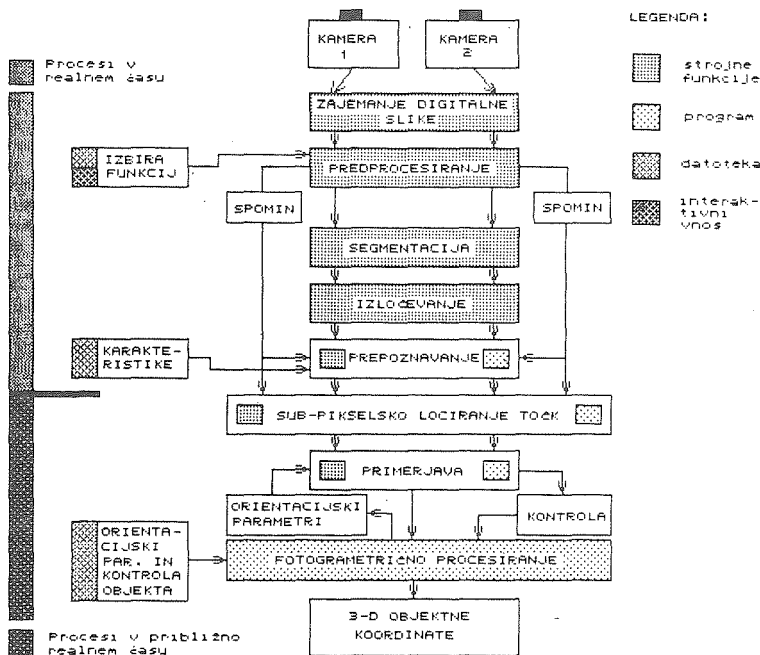 KAMERA
1
KAMERA
2
LEGENDA:
Procesi v
realnem času
strojne
funkcije
ZAJEMANJE DIGITALNE
SLIKE
program
IZBIRA
FUNKCIJ
PREDPROCESIRANJE
datoteka
SPOMIN
SPOMIN
interak-
tivni
vnos
SEGMENTACIJA
IZLOČEVANJE
KARAKTE-
RISTIKE
PREPOZNAVANJE
SUB-PIKSELSKO LOCIRANJE TOČK
PRIMERJAVA
ORIENTACIJSKI
PARAMETRI
KONTROLA
ORIENTA-
CIJSKI
PAR. IN
KONTROLA
OBJEKTA
FOTOGRAMETRIČNO PROCESIRANJE
3-D OBJEKTNE
KOORDINATE
Procesi v približno
realnem času